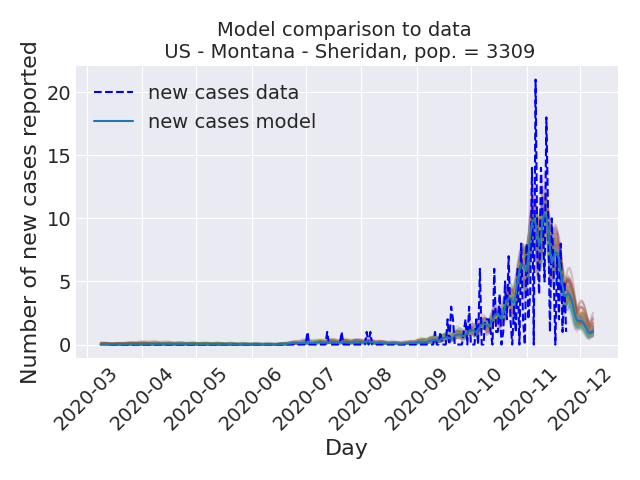 Model comparison to data
US - Montana - Sheridan, pop. = 3309
Number of new cases reported
20
15
10
5
0
new cases data
new cases model
2020-03
2020-04
2020-05
2020-06
2020-07
2020-08
2020-09
2020-10
2020-11
2020-12
Day